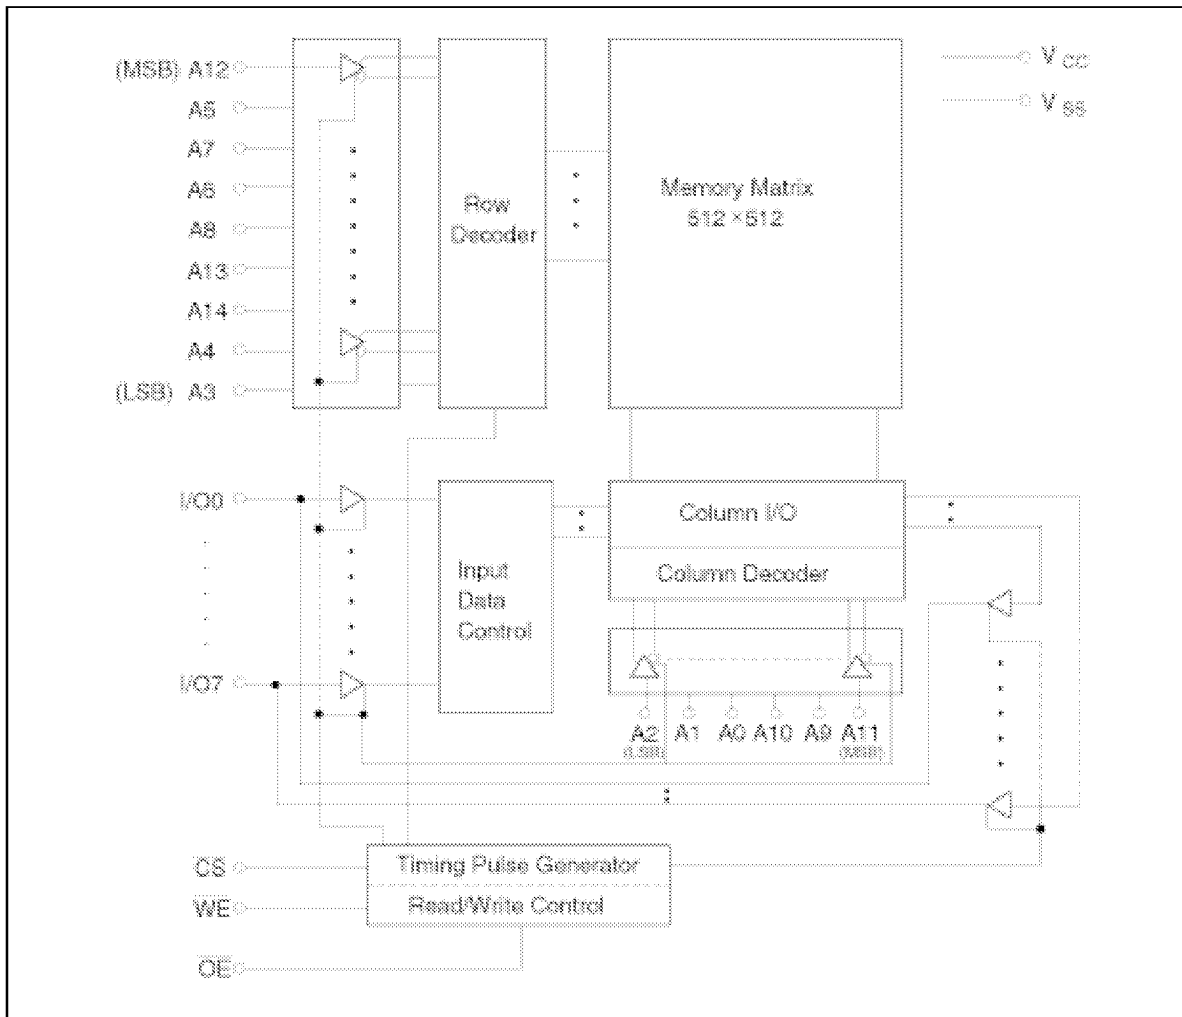 (MSB) A12
A5
A7
A6
A8
A13
A14
A4
(LSB) A3
Row
Decoder
Memory Matrix
512 × 512
V CC
V SS
I/O0
I/O7
Input
Data
Control
Column I/O
Column Decoder
A2 A1 A0 A10 A9 A11
(LSB) (MSB)
CS
WE
OE
Timing Pulse Generator
Read/Write Control